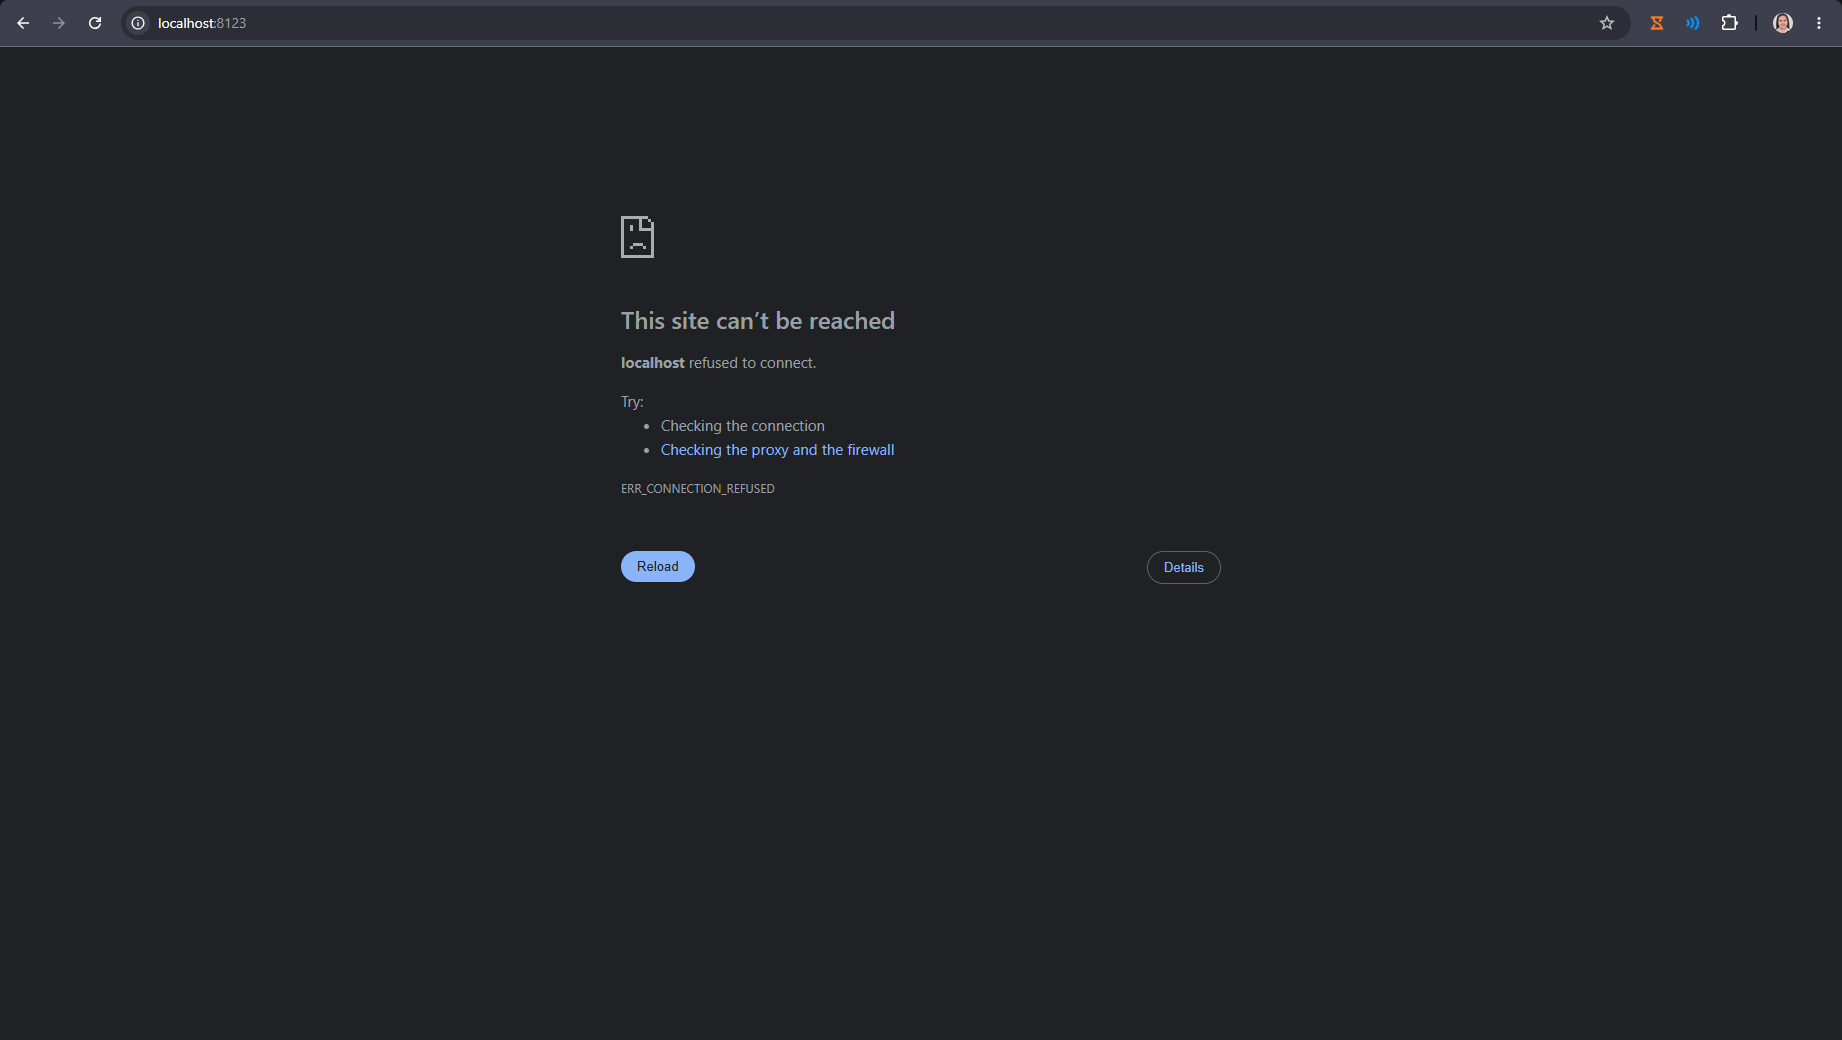 localhost:8123
This site can’t be reached
localhost refused to connect.
Try:
• Checking the connection
• Checking the proxy and the firewall
ERR_CONNECTION_REFUSED
Reload
Details